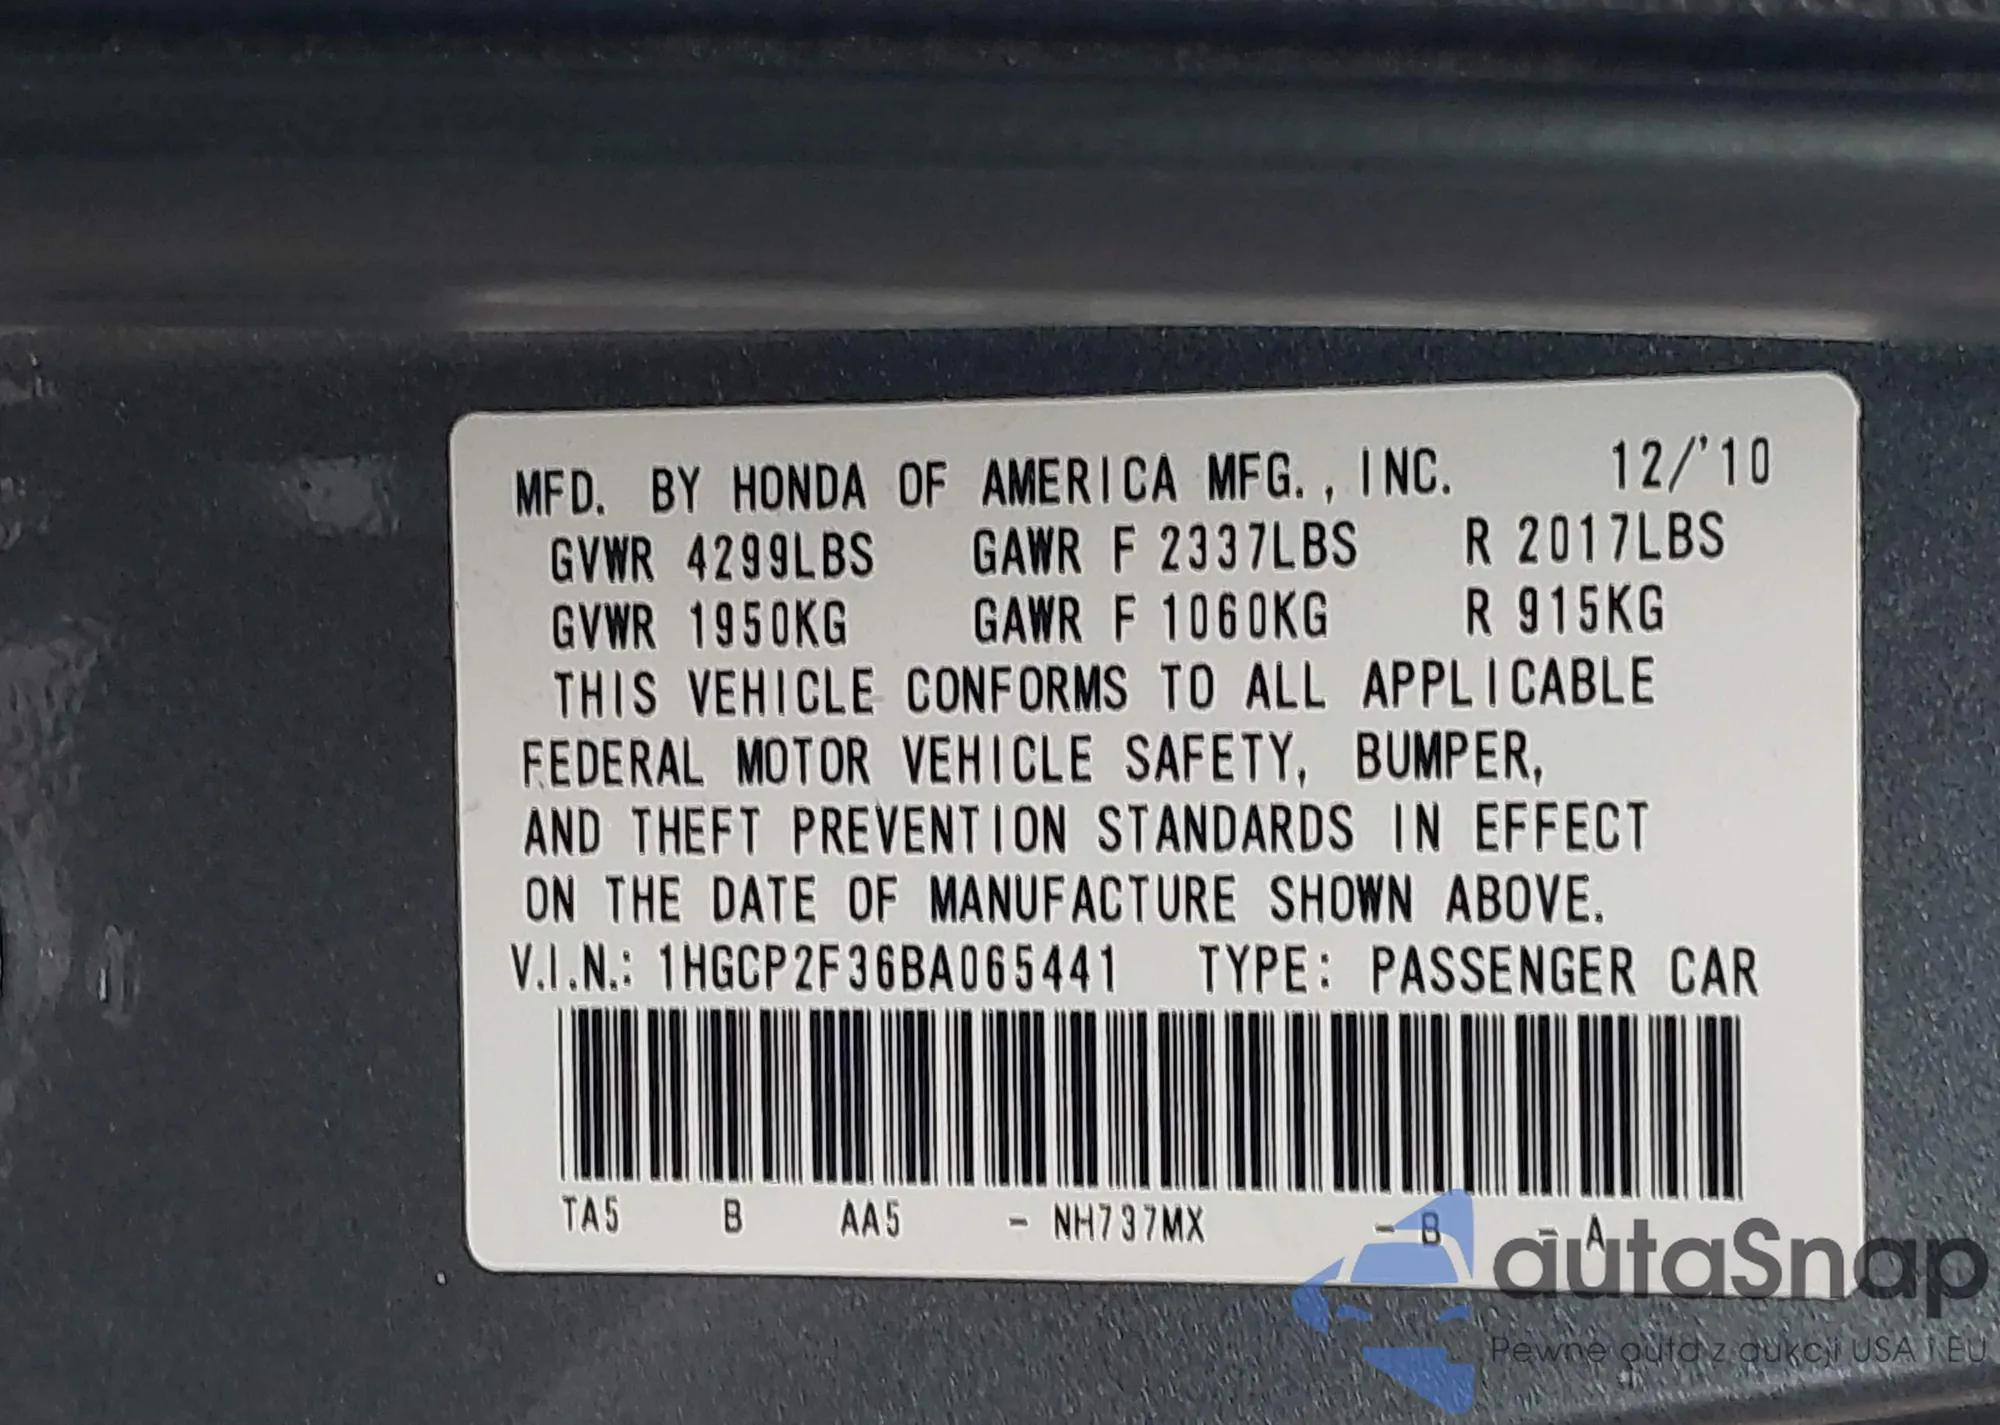 MFD. BY HONDA OF AMERICA MFG., INC. 12/'10
GVWR 4299LBS GAWR F 2337LBS R 2017LBS
GVWR 1950KG GAWR F 1060KG R 915KG
THIS VEHICLE CONFORMS TO ALL APPLICABLE
FEDERAL MOTOR VEHICLE SAFETY, BUMPER,
AND THEFT PREVENTION STANDARDS IN EFFECT
ON THE DATE OF MANUFACTURE SHOWN ABOVE.
V.I.N.: 1HGCP2F36BA065441 TYPE: PASSENGER CAR
TA5 B AA5 - NH737MX - B - A
autaSnap
Pewne auta z aukcji USA i EU